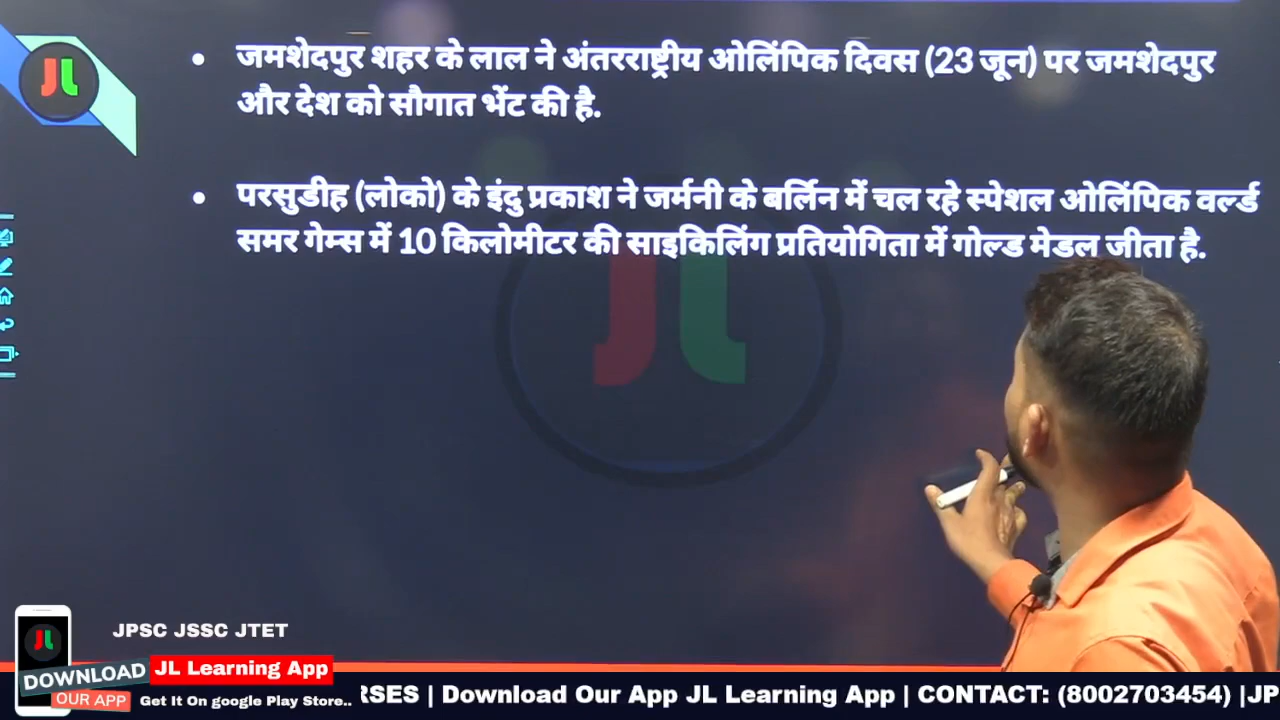 JL
जमशेदपुर शहर के लाल ने अंतरराष्ट्रीय ओलिंपिक दिवस (23 जून) पर जमशेदपुर
और देश को सौगात भेंट की है.
परसुडीह (लोको) के इंदु प्रकाश ने जर्मनी के बर्लिन में चल रहे स्पेशल ओलिंपिक वर्ल्ड
समर गेम्स में 10 किलोमीटर की साइकिलिंग प्रतियोगिता में गोल्ड मेडल जीता है.
JL
JPSC JSSC JTET
JL
DOWNLOAD JL Learning App
OUR APP Get It On google Play Store..
RSES | Download Our App JL Learning App | CONTACT: (8002703454) |JP